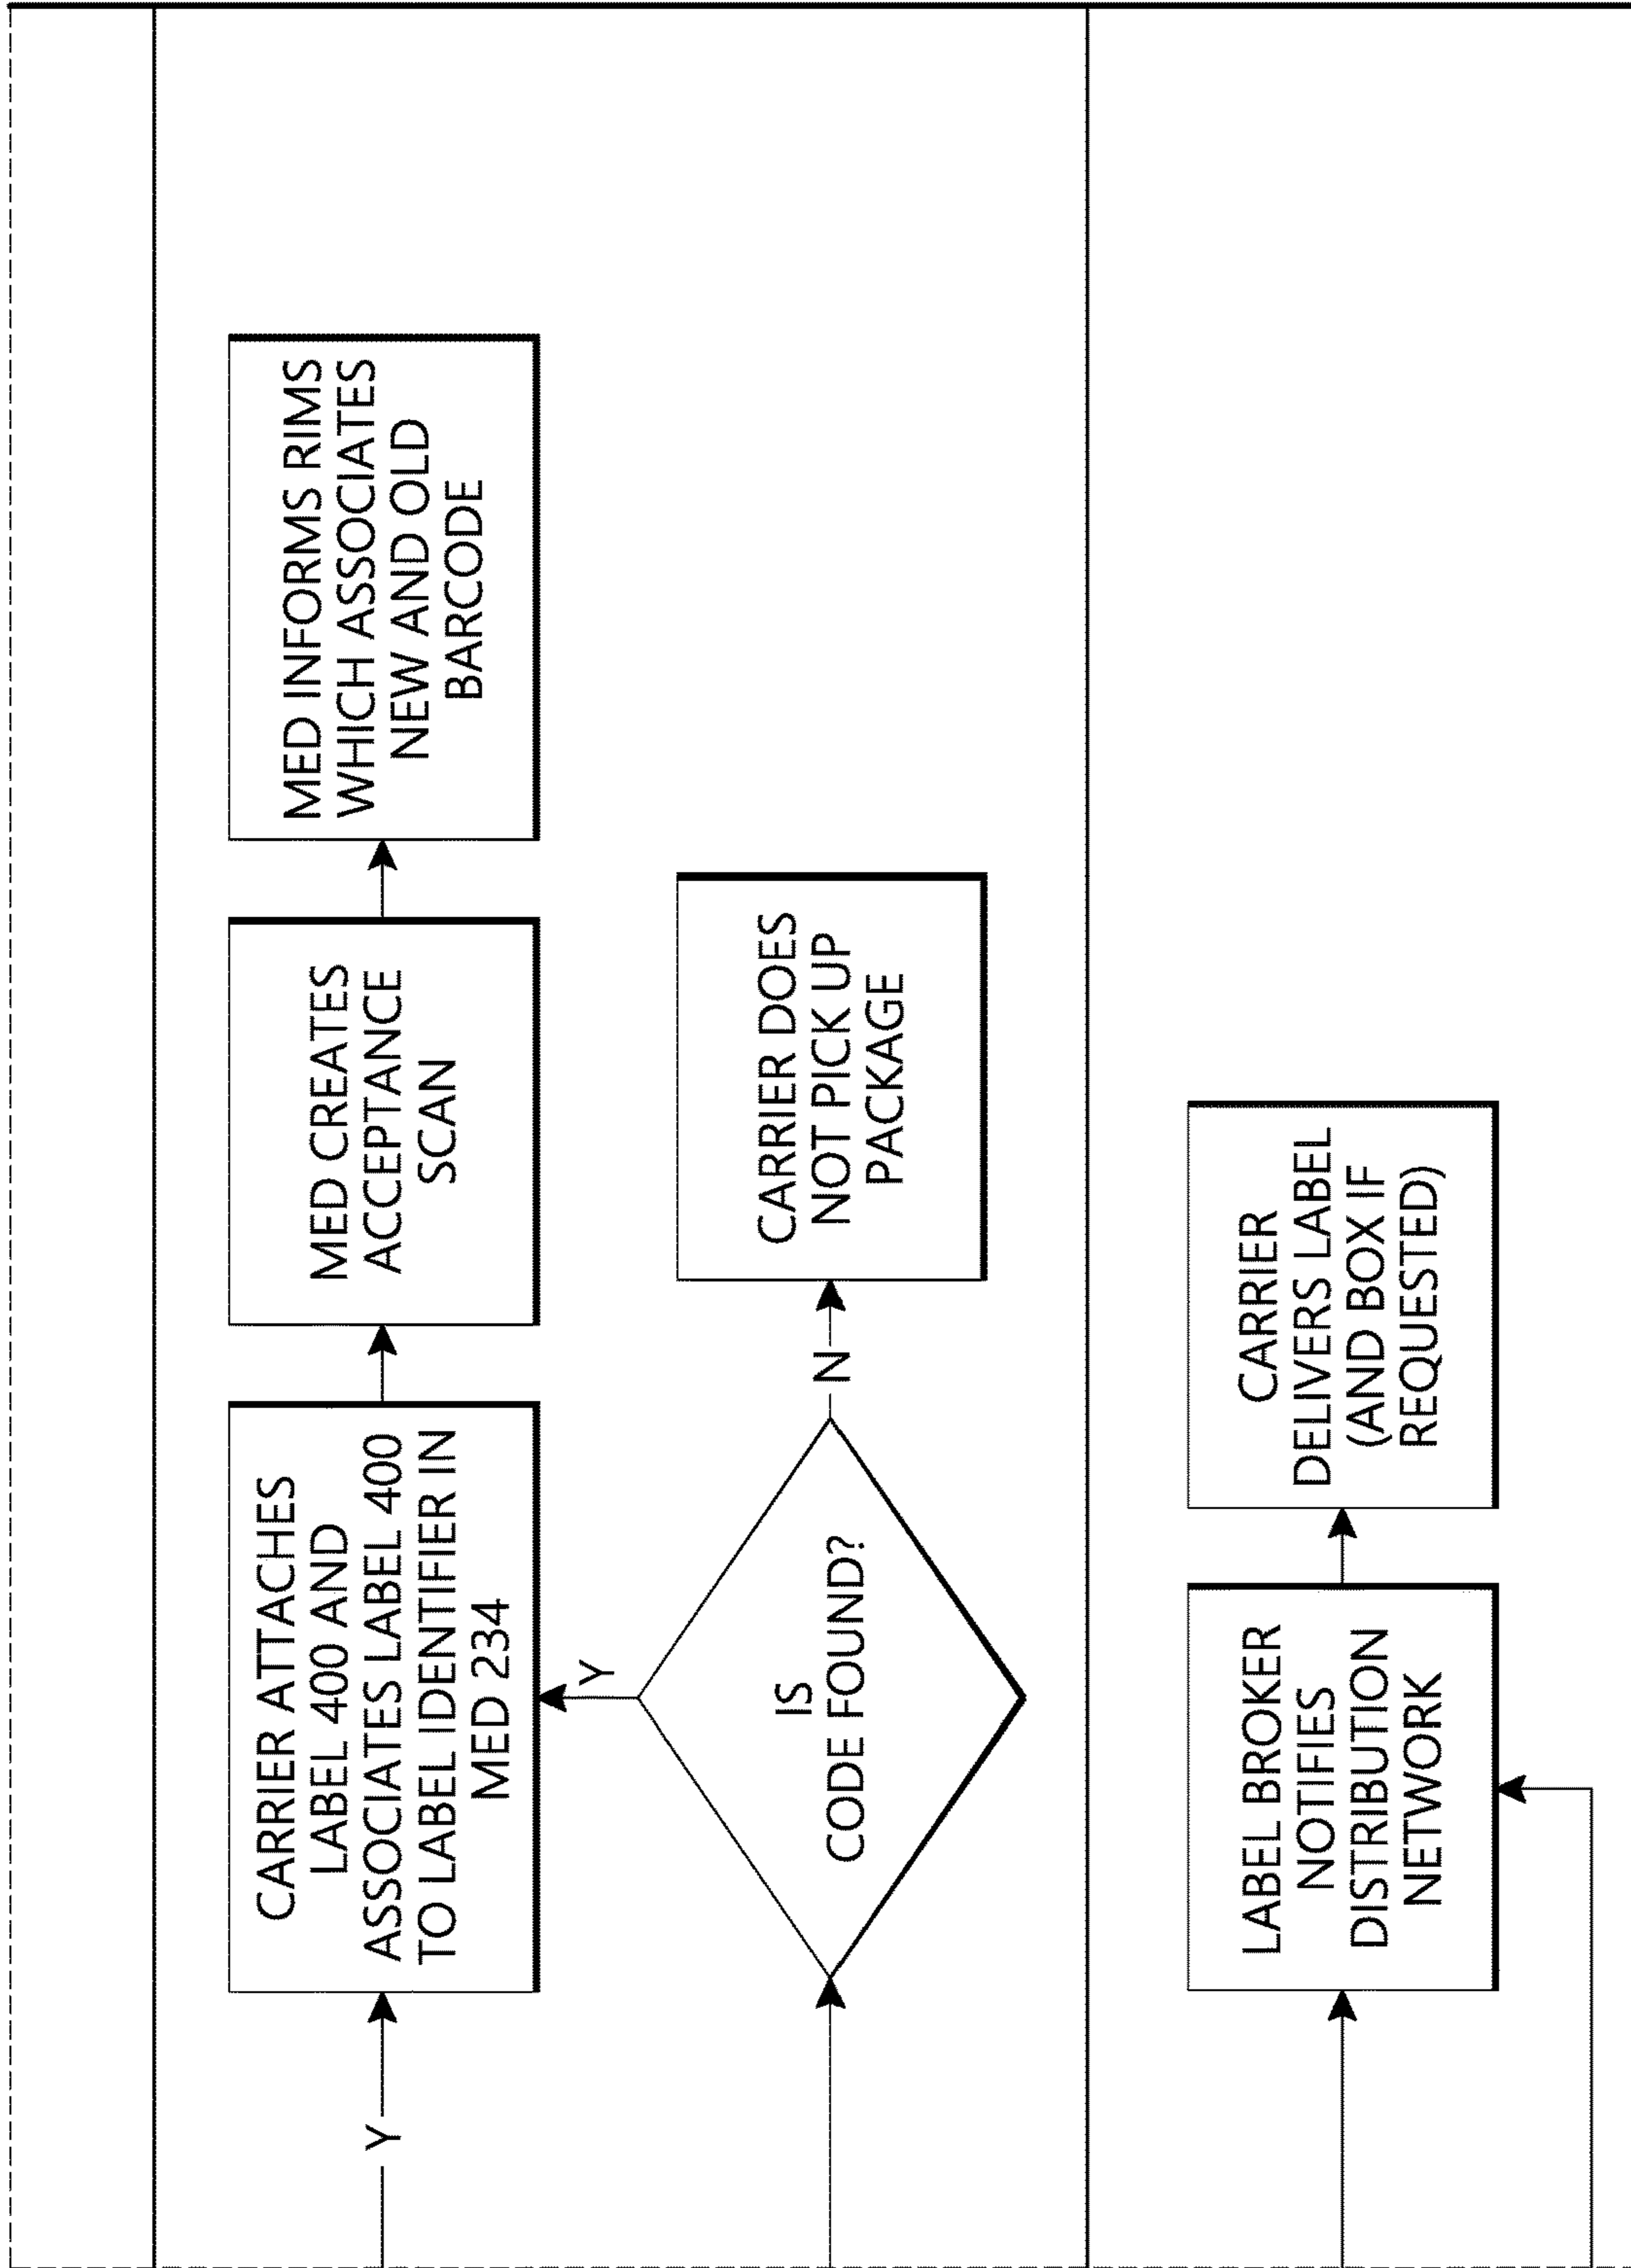 Y
CARRIER ATTACHES
LABEL 400 AND
ASSOCIATES LABEL 400
TO LABEL IDENTIFIER IN
MED 234
MED CREATES
ACCEPTANCE
SCAN
MED INFORMS RIMS
WHICH ASSOCIATES
NEW AND OLD
BARCODE
Y
IS
CODE FOUND?
N
CARRIER DOES
NOT PICK UP
PACKAGE
LABEL BROKER
NOTIFIES
DISTRIBUTION
NETWORK
CARRIER
DELIVERS LABEL
(AND BOX IF
REQUESTED)